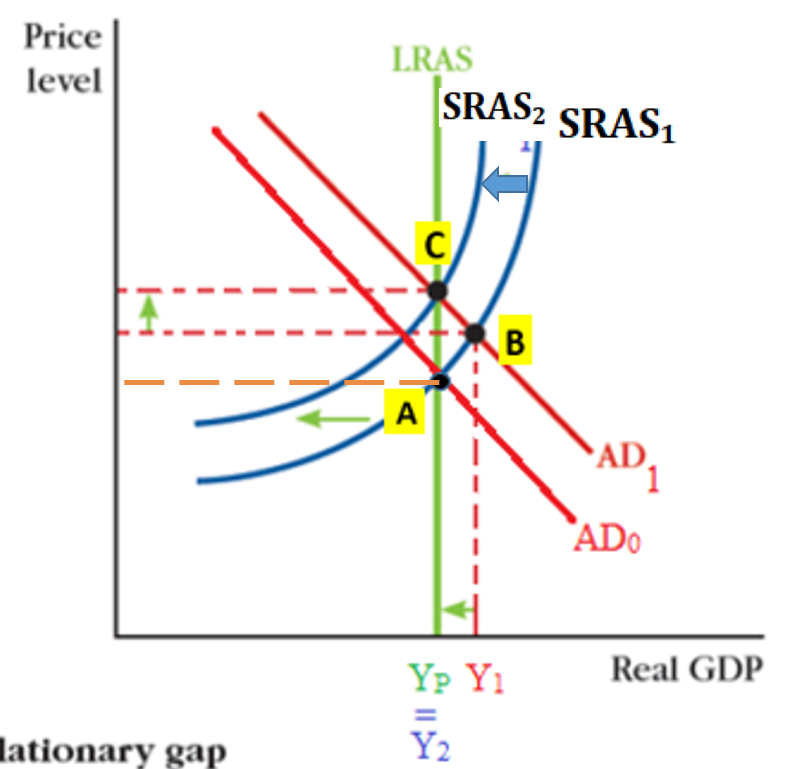 Price
level
LRAS
SRAS₂
SRAS₁
C
B
A
AD₁
AD₀
Real GDP
Yₚ
Y₁
=
Y₂
lationary gap